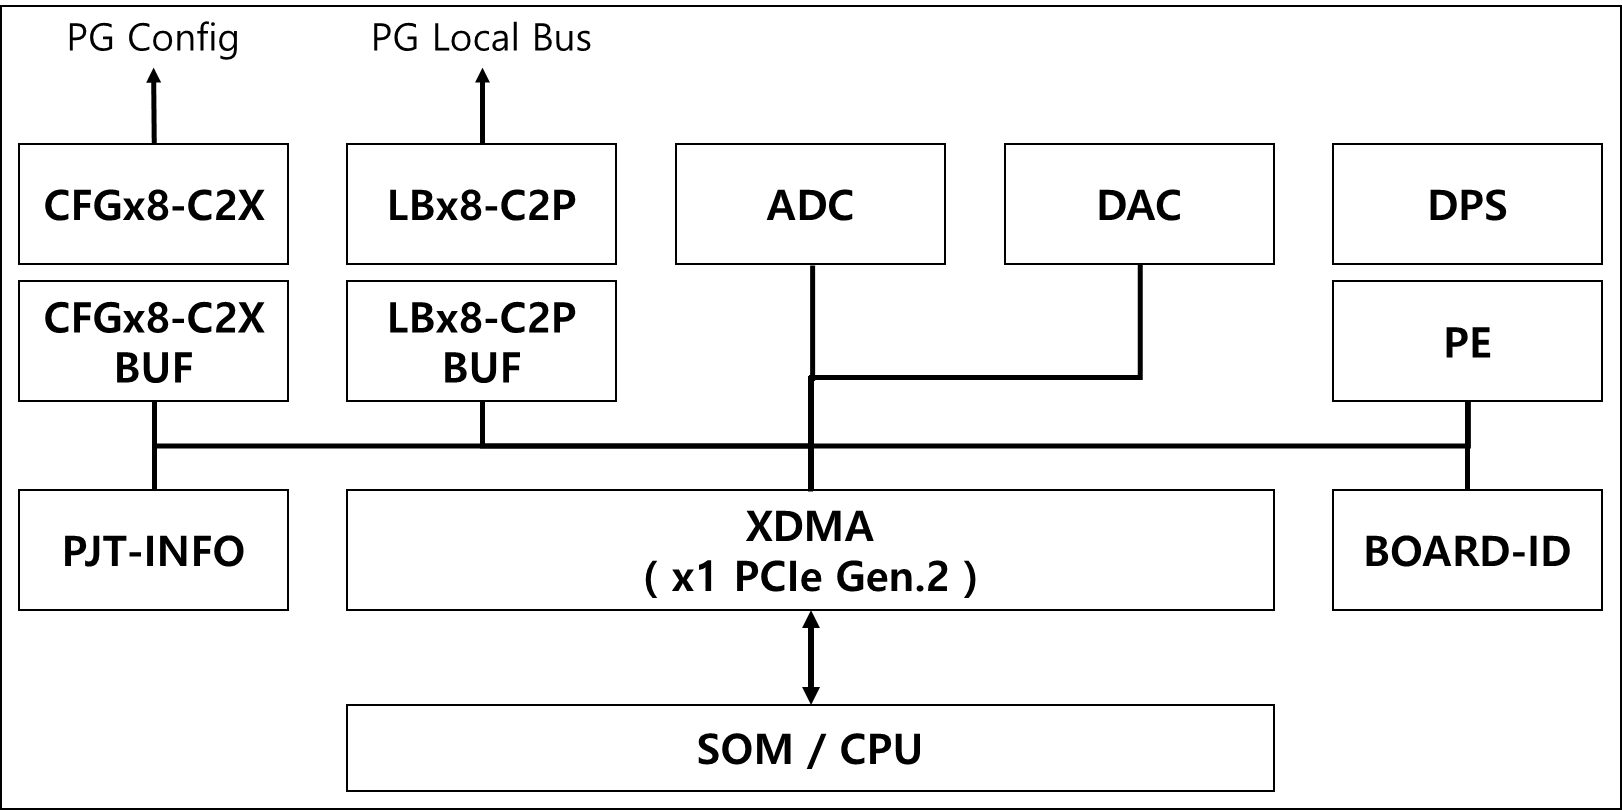 PG Config
PG Local Bus
CFGx8-C2X
LBx8-C2P
ADC
DAC
DPS
CFGx8-C2X
BUF
LBx8-C2P
BUF
PE
PJT-INFO
XDMA
( x1 PCIe Gen.2 )
BOARD-ID
SOM / CPU